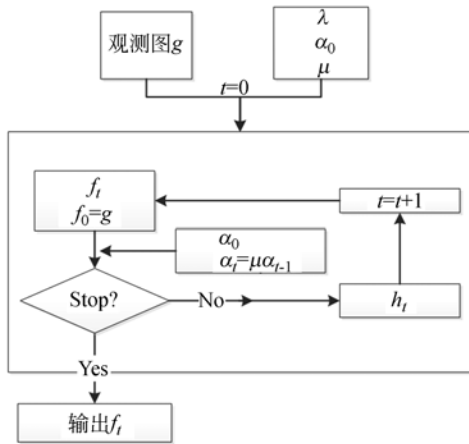 观测图g
λ
α₀
μ
t=0
fₜ
f₀=g
t=t+1
α₀
αₜ=μαₜ₋₁
Stop?
No
hₜ
Yes
输出fₜ